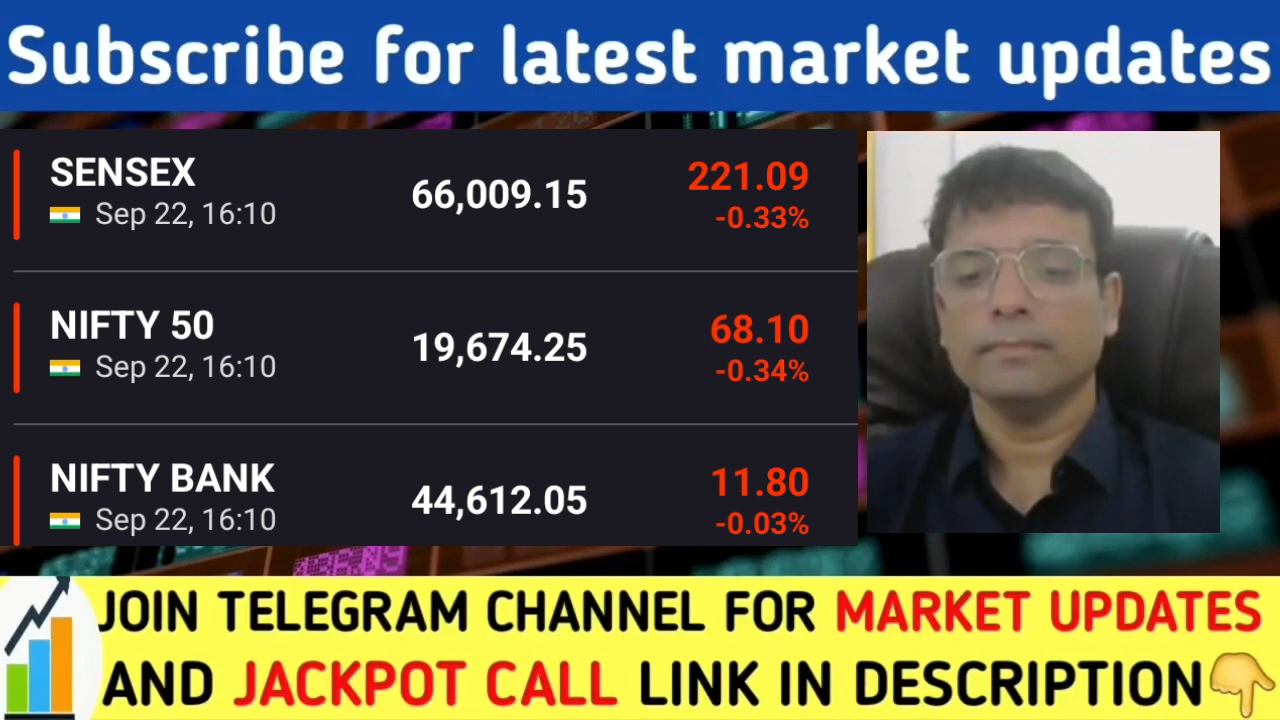 Subscribe for latest market updates
SENSEX
Sep 22, 16:10
66,009.15
221.09
-0.33%
NIFTY 50
Sep 22, 16:10
19,674.25
68.10
-0.34%
NIFTY BANK
Sep 22, 16:10
44,612.05
11.80
-0.03%
JOIN TELEGRAM CHANNEL FOR MARKET UPDATES
AND JACKPOT CALL LINK IN DESCRIPTION👇